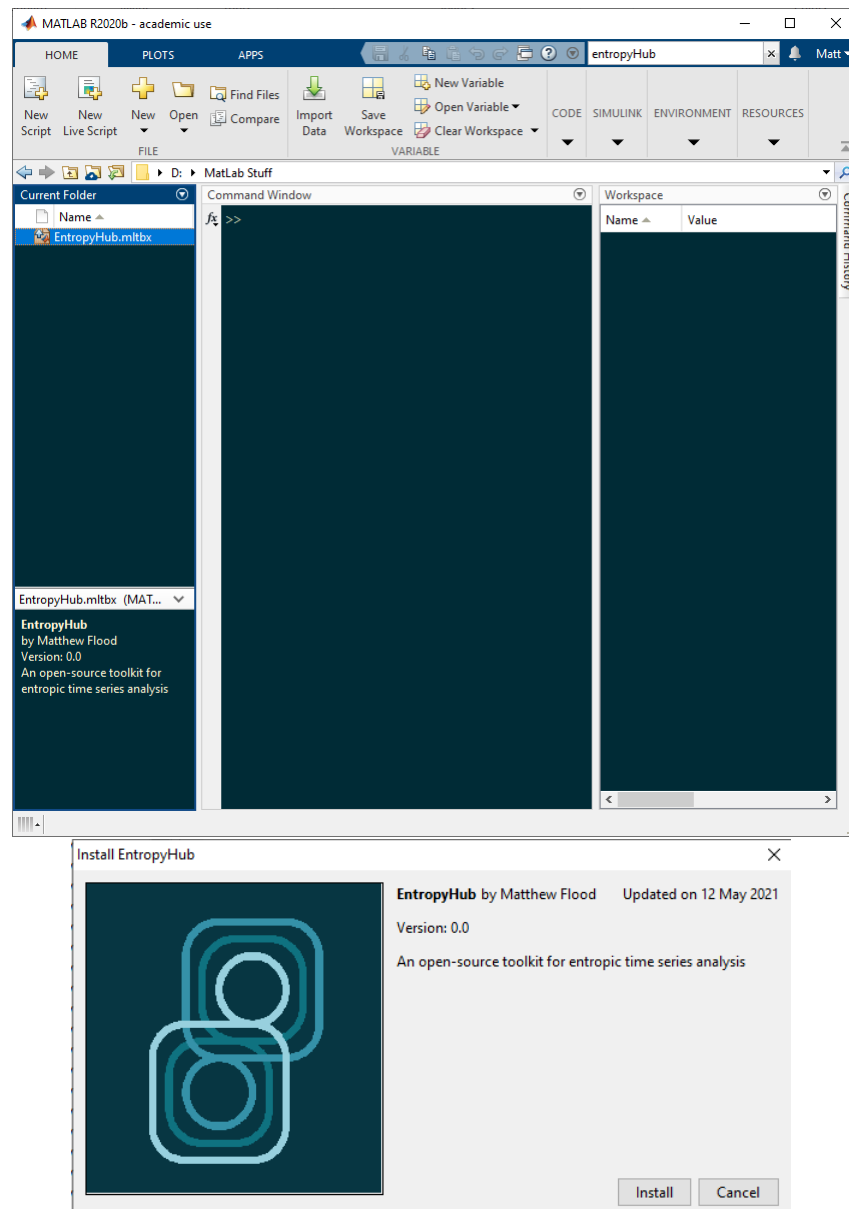 MATLAB R2020b - academic use
HOME PLOTS APPS entropyHub Matt
New Script
New Live Script
New
Open
Find Files
Compare
Import Data
Save Workspace
New Variable
Open Variable
Clear Workspace
CODE SIMULINK ENVIRONMENT RESOURCES
FILE VARIABLE
D: MatLab Stuff
Current Folder
Name
EntropyHub.mltbx
Command Window
fx >>
Workspace
Name Value
Command History
EntropyHub.mltbx (MAT...
EntropyHub
by Matthew Flood
Version: 0.0
An open-source toolkit for
entropic time series analysis
Install EntropyHub
EntropyHub by Matthew Flood Updated on 12 May 2021
Version: 0.0
An open-source toolkit for entropic time series analysis
Install Cancel